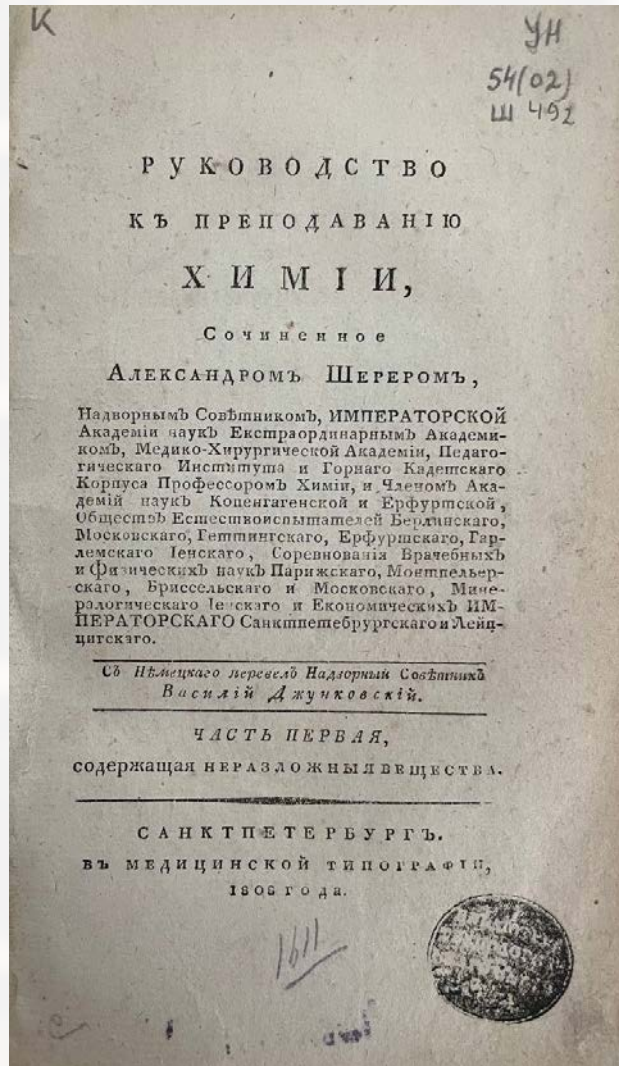 К
УН
54(02)
Ш 492
РУКОВОДСТВО
КЪ ПРЕПОДАВАНІЮ
ХИМІИ,
Сочиненное
Александромъ Шереромъ,
Надворнымъ Совѣтникомъ, ИМПЕРАТОРСКОЙ
Академіи наукъ Екстраординарнымъ Академи-
комъ, Медико-Хирургической Академіи, Педаго-
гическаго Института и Горнаго Кадетскаго
Корпуса Профессоромъ Химіи, и Членомъ Ака-
демій наукъ Копенгагенской и Ерфуртской,
Обществъ Естествоиспытателей Берлинскаго,
Московскаго, Геттингскаго, Ерфуртскаго, Гар-
лемскаго Іенскаго, Соревнованія Врачебныхъ
и физическихъ наукъ Парижскаго, Монтпельер-
скаго, Бриссельскаго и Московскаго, Мине-
ралогическаго Іенскаго и Економическихъ ИМ-
ПЕРАТОРСКАГО Санктпетебрургскаго и Лейп-
цигскаго.
Съ Нѣмецкаго перевелъ Надворный Совѣтникъ
Василій Джунковскій.
ЧАСТЬ ПЕРВАЯ,
содержащая НЕРАЗЛОЖНЫЯ ВЕЩЕСТВА.
САНКТПЕТЕРБУРГЪ.
ВЪ МЕДИЦИНСКОЙ ТИПОГРАФІИ,
1808 года.
1611